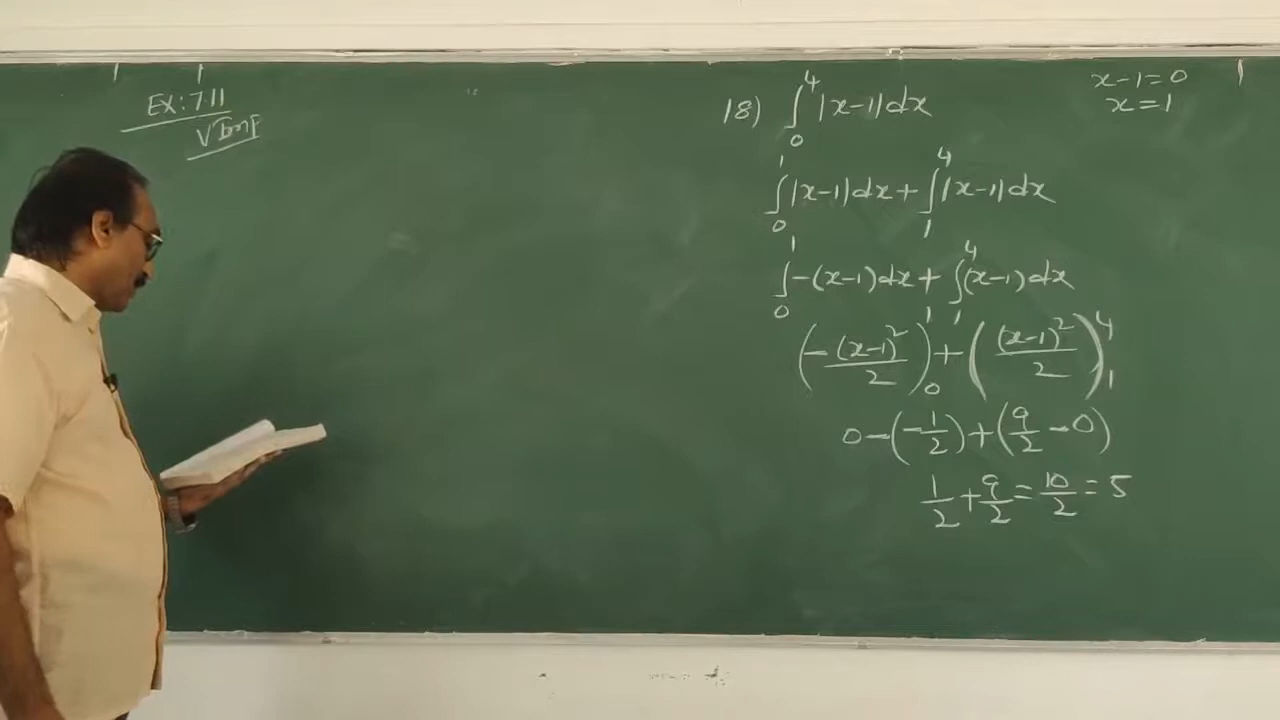 EX: 7.11
V Imp
18) ∫₀⁴ |x-1| dx
x-1=0
x=1
∫₀¹ |x-1| dx + ∫₁⁴ |x-1| dx
∫₀¹ -(x-1) dx + ∫₁⁴ (x-1) dx
(-(x-1)²/2)₀¹ + ((x-1)²/2)₁⁴
0-(-1/2)+(9/2-0)
1/2+9/2=10/2=5